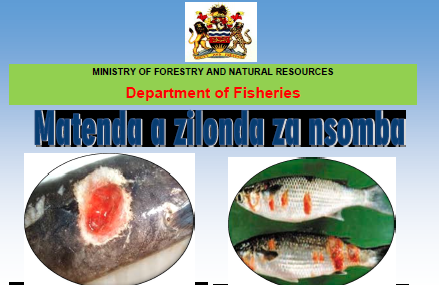 MINISTRY OF FORESTRY AND NATURAL RESOURCES
Department of Fisheries
Matenda a zilonda za nsomba